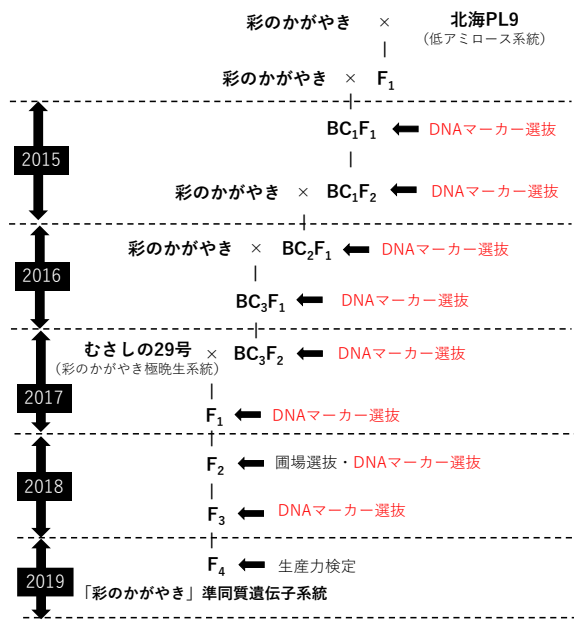 彩のかがやき × 北海PL9
(低アミロース系統)
彩のかがやき × F1
BC1F1 DNAマーカー選抜
2015
彩のかがやき × BC1F2 DNAマーカー選抜
彩のかがやき × BC2F1 DNAマーカー選抜
2016
BC3F1 DNAマーカー選抜
むさしの29号 × BC3F2 DNAマーカー選抜
(彩のかがやき極晩生系統)
2017
F1 DNAマーカー選抜
F2 圃場選抜・DNAマーカー選抜
2018
F3 DNAマーカー選抜
F4 生産力検定
2019
「彩のかがやき」準同質遺伝子系統